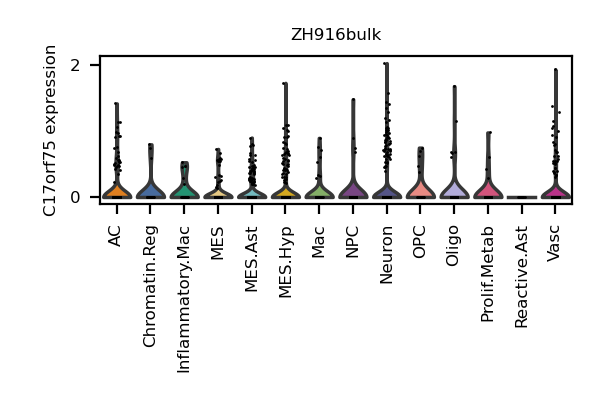 ZH916bulk
C17orf75 expression
2
0
AC
Chromatin.Reg
Inflammatory.Mac
MES
MES.Ast
MES.Hyp
Mac
NPC
Neuron
OPC
Oligo
Prolif.Metab
Reactive.Ast
Vasc